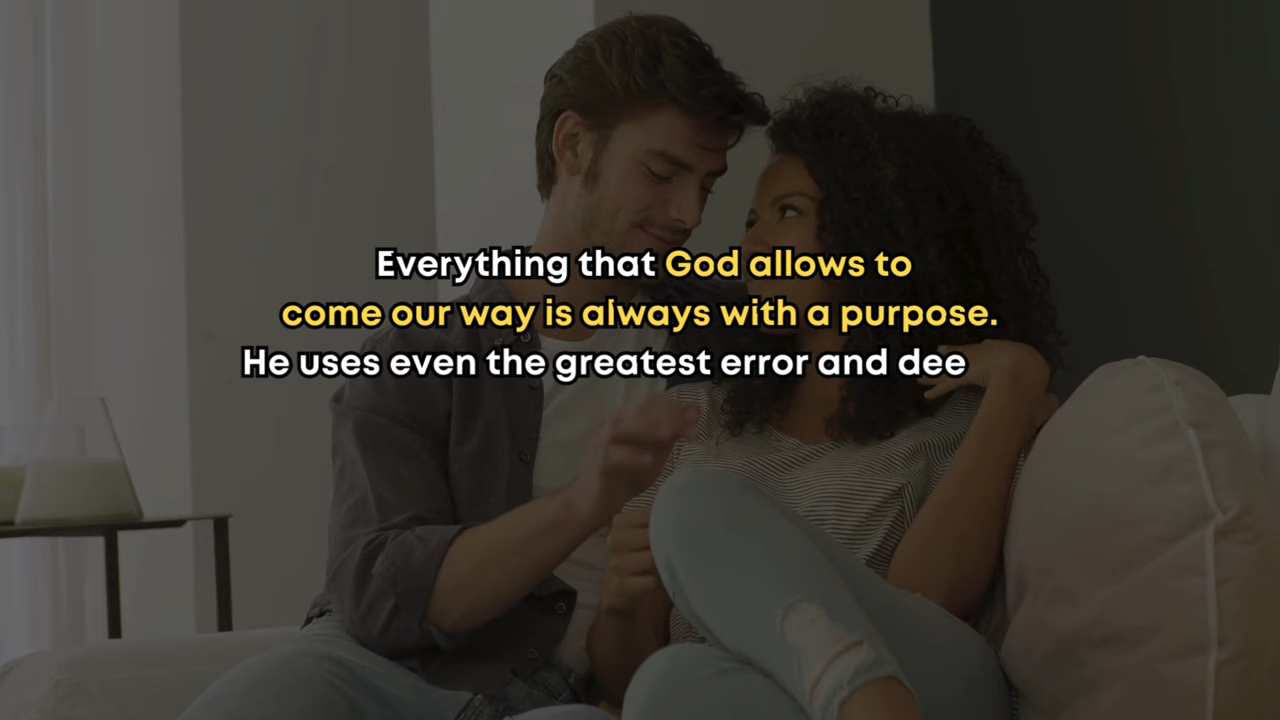 Everything that God allows to
come our way is always with a purpose.
He uses even the greatest error and dee